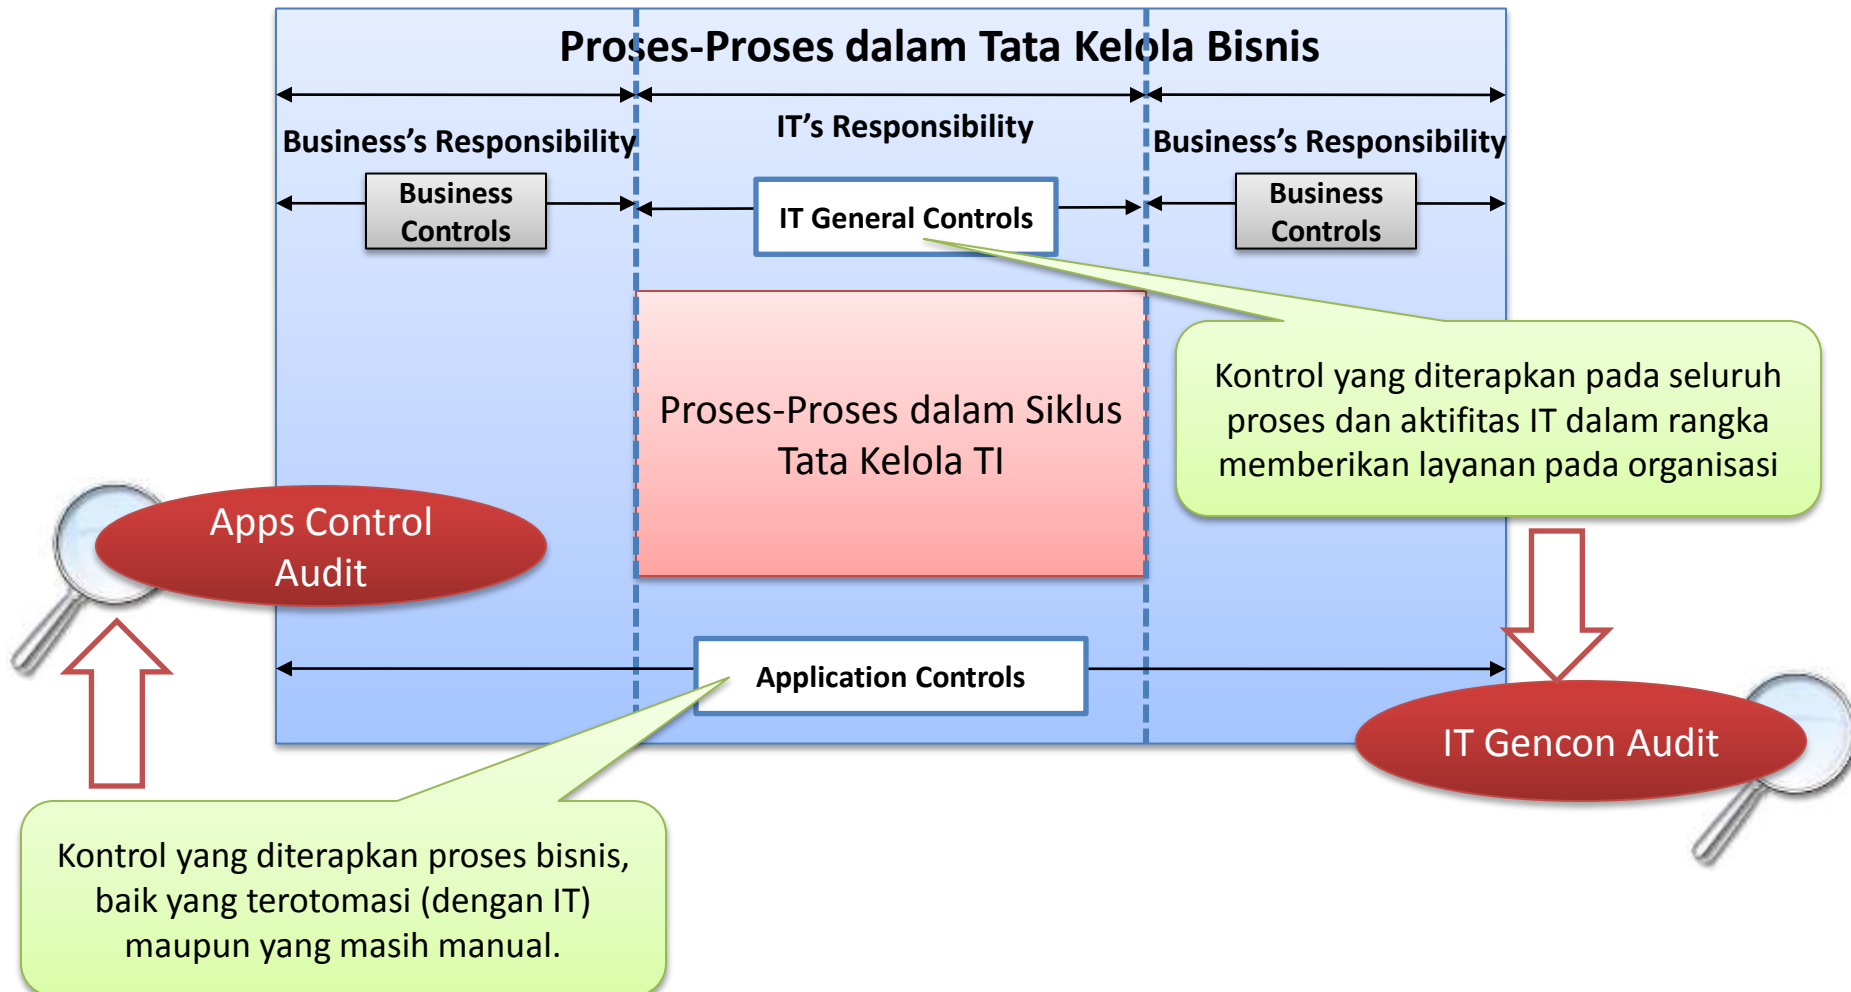 Proses-Proses dalam Tata Kelola Bisnis
Business's Responsibility
IT's Responsibility
Business's Responsibility
Business
Controls
IT General Controls
Business
Controls
Kontrol yang diterapkan pada seluruh
proses dan aktifitas IT dalam rangka
memberikan layanan pada organisasi
Proses-Proses dalam Siklus
Tata Kelola TI
Apps Control
Audit
Application Controls
IT Gencon Audit
Kontrol yang diterapkan proses bisnis,
baik yang terotomasi (dengan IT)
maupun yang masih manual.